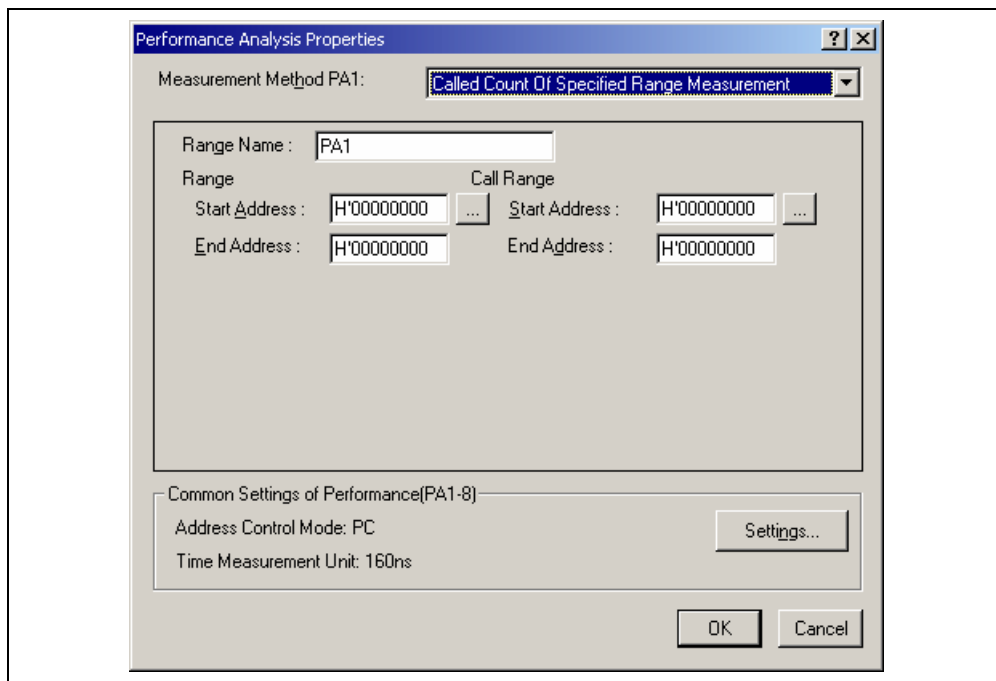 Performance Analysis Properties
Measurement Method PA1: Called Count Of Specified Range Measurement
Range Name : PA1
Range Call Range
Start Address : H'00000000 ... Start Address : H'00000000 ...
End Address : H'00000000 End Address : H'00000000
Common Settings of Performance(PA1-8)
Address Control Mode: PC
Settings...
Time Measurement Unit: 160ns
OK Cancel